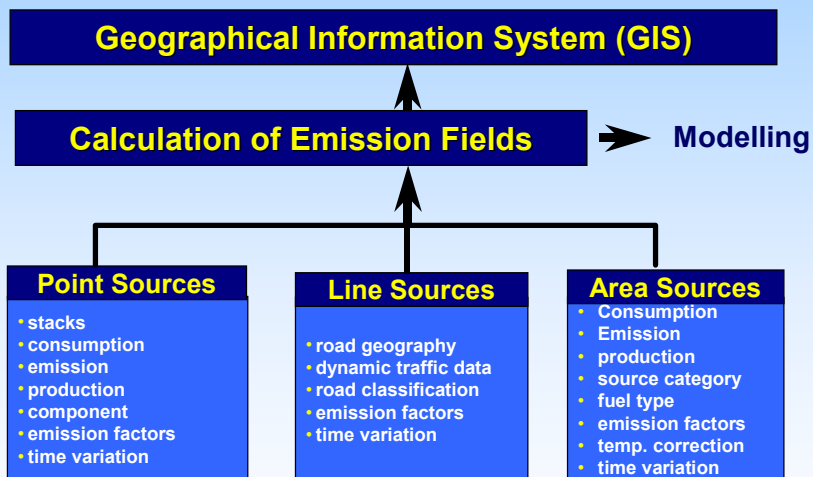 Geographical Information System (GIS)
Calculation of Emission Fields
Modelling
Point Sources
• stacks
• consumption
• emission
• production
• component
• emission factors
• time variation
Line Sources
• road geography
• dynamic traffic data
• road classification
• emission factors
• time variation
Area Sources
• Consumption
• Emission
• production
• source category
• fuel type
• emission factors
• temp. correction
• time variation